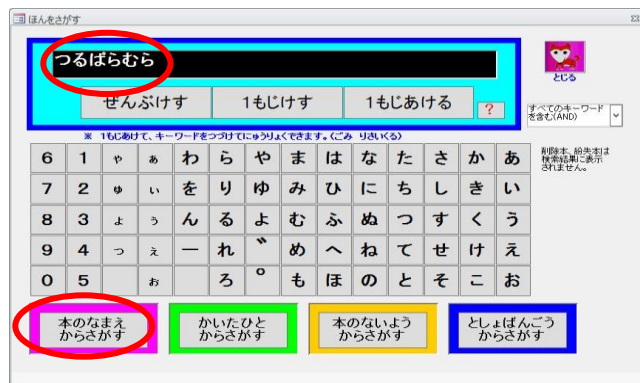 ほんをさがす
つるばらむら
とじる
ぜんぶけす 1もじけす 1もじあける ?
すべてのキーワードを含む(AND)
※ 1もじあけて、キーワードをつづけてにゅうりょくできます。(ごみ りさいくる)
削除本、紛失本は検索結果に表示されません。
6 1 ゃ ぁ わ ら や ま は な た さ か あ
7 2 ゅ ぃ を り ゆ み ひ に ち し き い
8 3 ょ ぅ ん る よ む ふ ぬ つ す く う
9 4 っ ぇ ー れ ゛ め へ ね て せ け え
0 5 ぉ ろ ゜ も ほ の と そ こ お
本のなまえ
からさがす
かいたひと
からさがす
本のないよう
からさがす
としょばんごう
からさがす